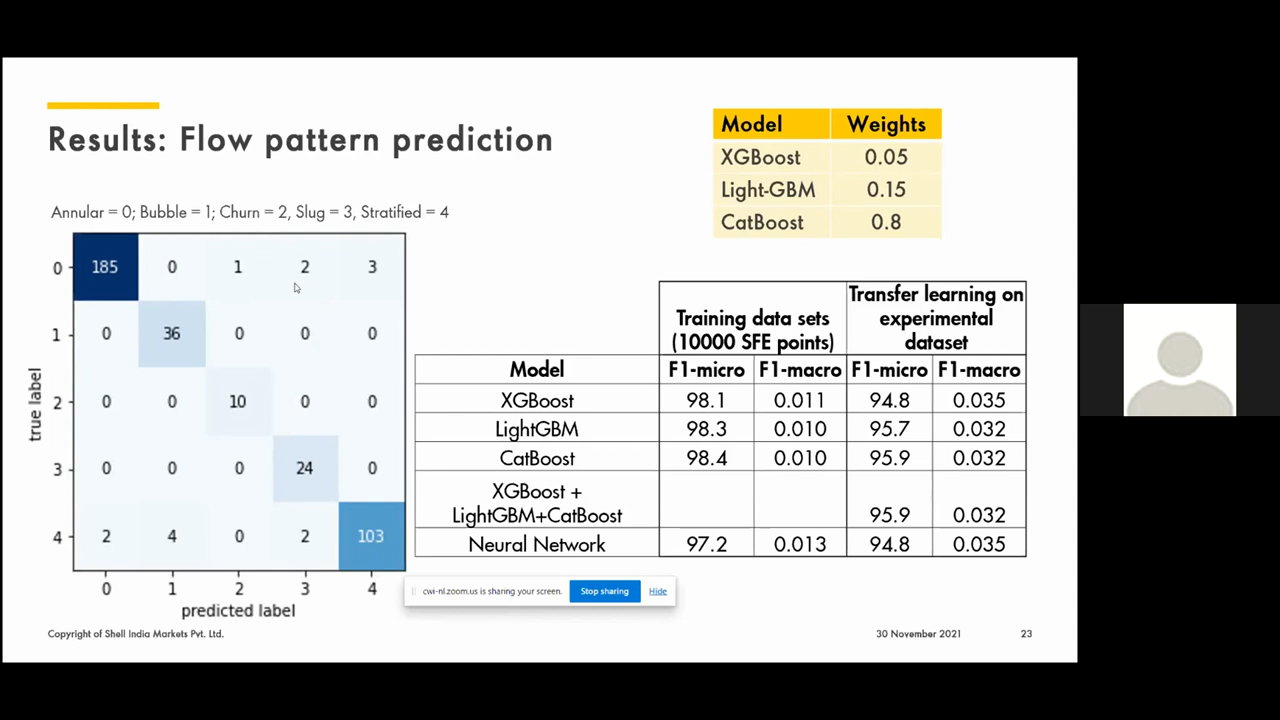 Results: Flow pattern prediction
Model Weights
XGBoost 0.05
Light-GBM 0.15
CatBoost 0.8
Annular = 0; Bubble = 1; Churn = 2, Slug = 3, Stratified = 4
true label
0 185 0 1 2 3
1 0 36 0 0 0
2 0 0 10 0 0
3 0 0 0 24 0
4 2 4 0 2 103
0 1 2 3 4
predicted label
Training data sets
(10000 SFE points)
Transfer learning on
experimental
dataset
Model F1-micro F1-macro F1-micro F1-macro
XGBoost 98.1 0.011 94.8 0.035
LightGBM 98.3 0.010 95.7 0.032
CatBoost 98.4 0.010 95.9 0.032
XGBoost +
LightGBM+CatBoost 95.9 0.032
Neural Network 97.2 0.013 94.8 0.035
cwi-nl.zoom.us is sharing your screen. Stop sharing Hide
Copyright of Shell India Markets Pvt. Ltd. 30 November 2021 23